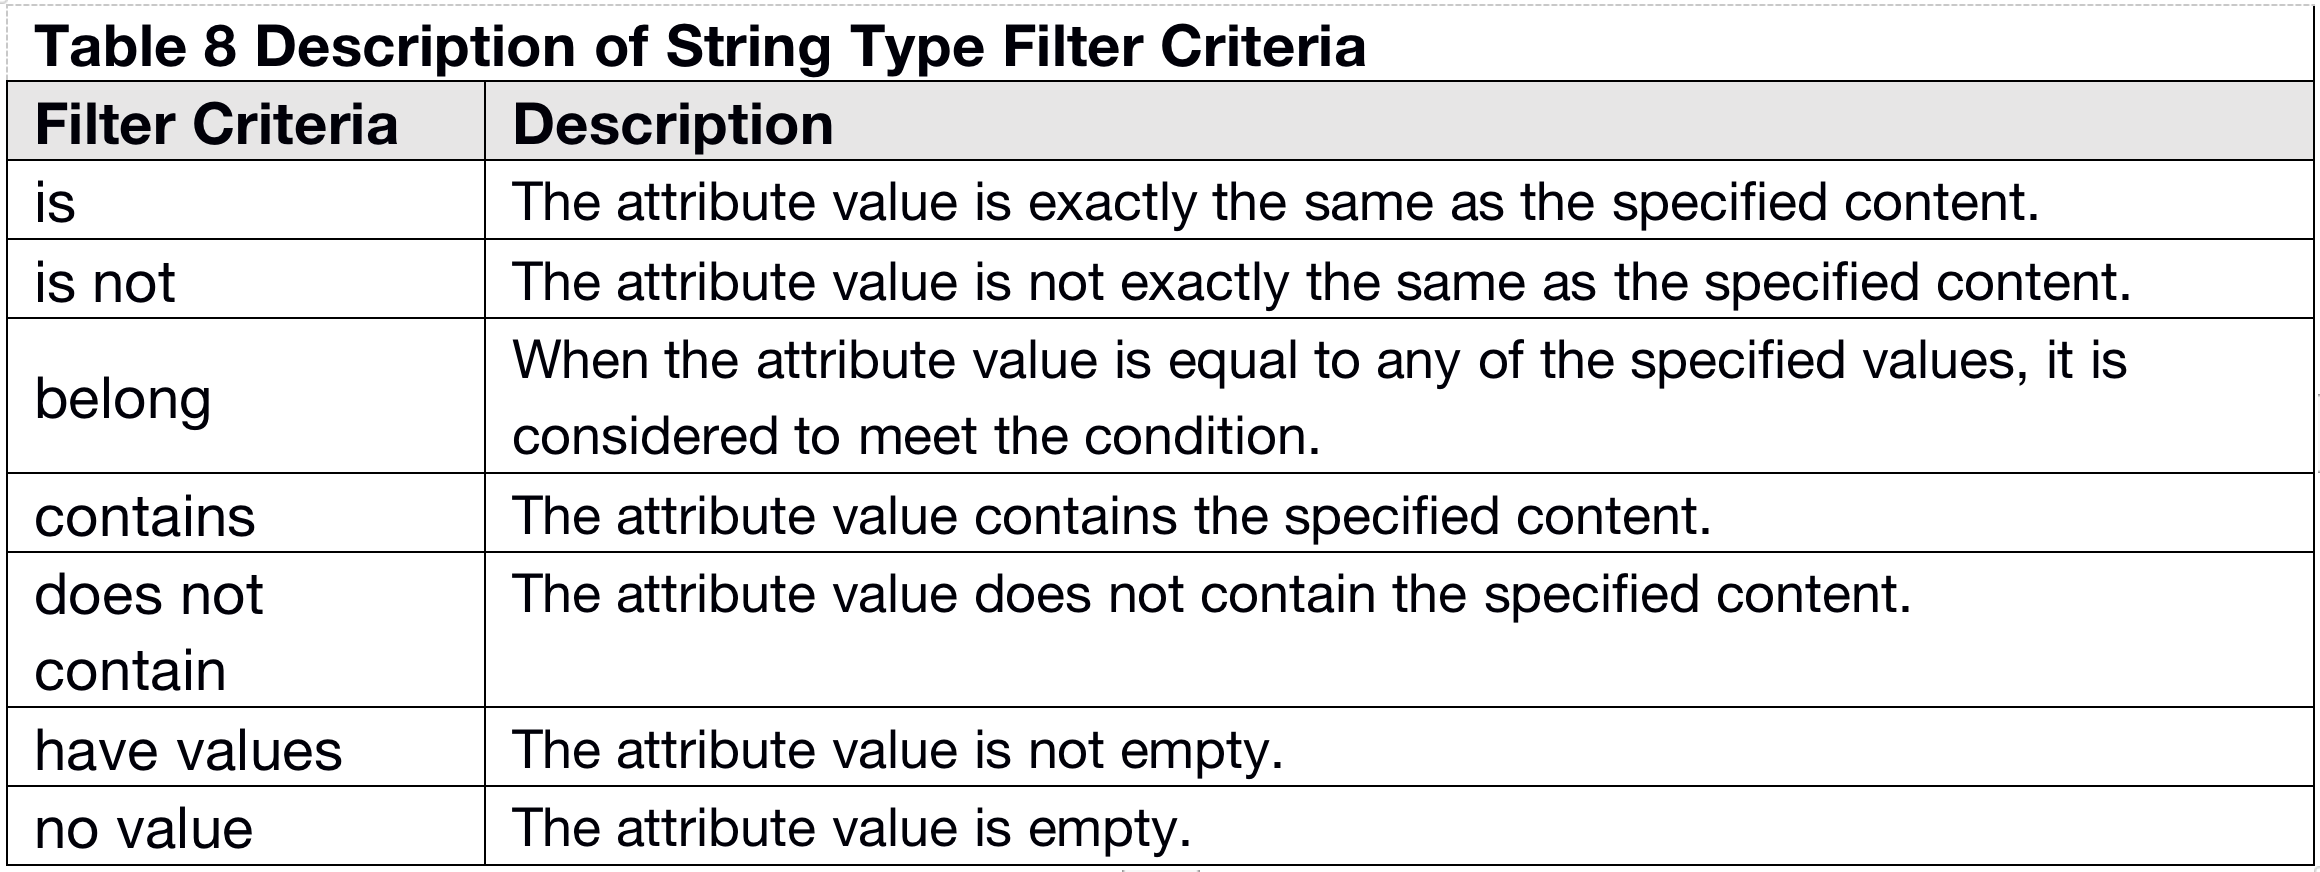 Table 8 Description of String Type Filter Criteria
Filter Criteria Description
is The attribute value is exactly the same as the specified content.
is not The attribute value is not exactly the same as the specified content.
belong When the attribute value is equal to any of the specified values, it is
considered to meet the condition.
contains The attribute value contains the specified content.
does not The attribute value does not contain the specified content.
contain
have values The attribute value is not empty.
no value The attribute value is empty.